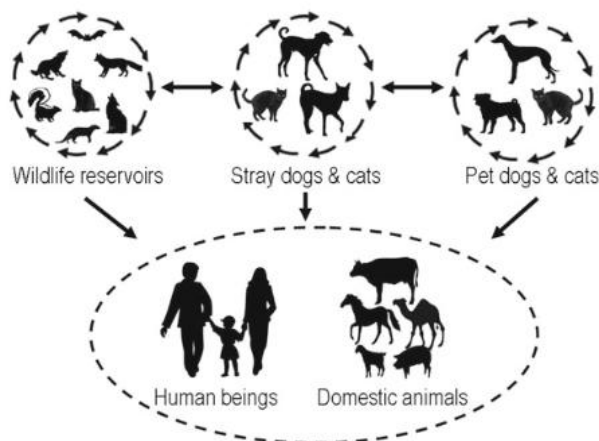 Wildlife reservoirs
Stray dogs & cats
Pet dogs & cats
Human beings
Domestic animals